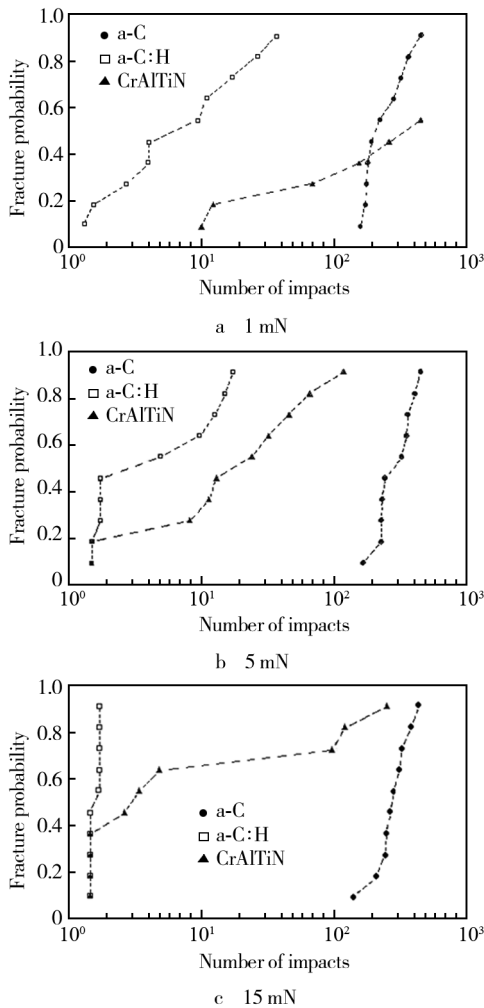 1.0
a-C
a-C:H
CrAlTiN
0.8
0.6
0.4
0.2
0
Fracture probability
10⁰ 10¹ 10² 10³
Number of impacts
a 1 mN
1.0
a-C
a-C:H
CrAlTiN
0.8
0.6
0.4
0.2
0
Fracture probability
10⁰ 10¹ 10² 10³
Number of impacts
b 5 mN
1.0
0.8
0.6
0.4
0.2
0
Fracture probability
a-C
a-C:H
CrAlTiN
10⁰ 10¹ 10² 10³
Number of impacts
c 15 mN